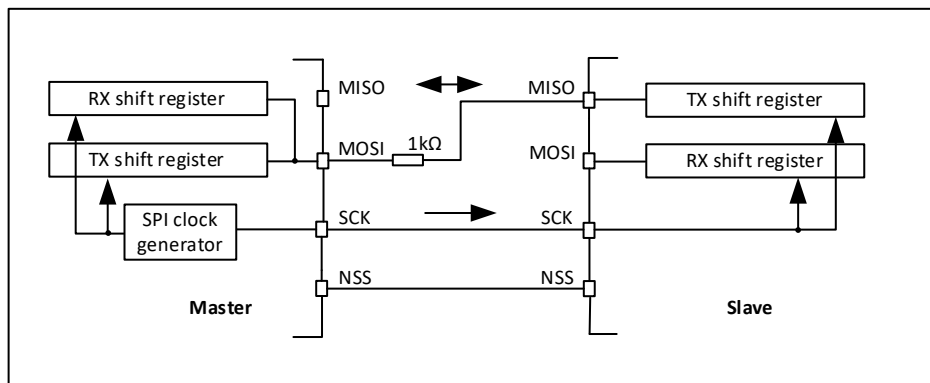 MISO
MISO
RX shift register
TX shift register
1kΩ
TX shift register
MOSI
MOSI
RX shift register
SPI clock
generator
SCK
SCK
NSS
NSS
Master
Slave